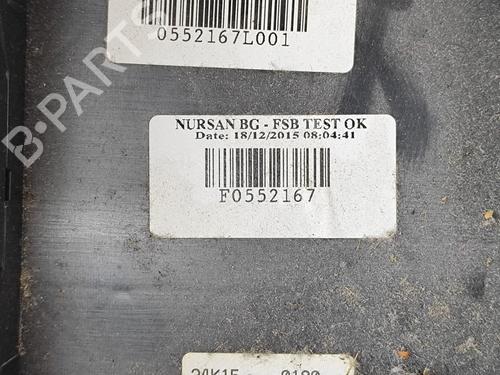 0552167L001
B-PARTS
NURSAN BG - FSB TEST OK
Date: 18/12/2015 08:04:41
F0552167